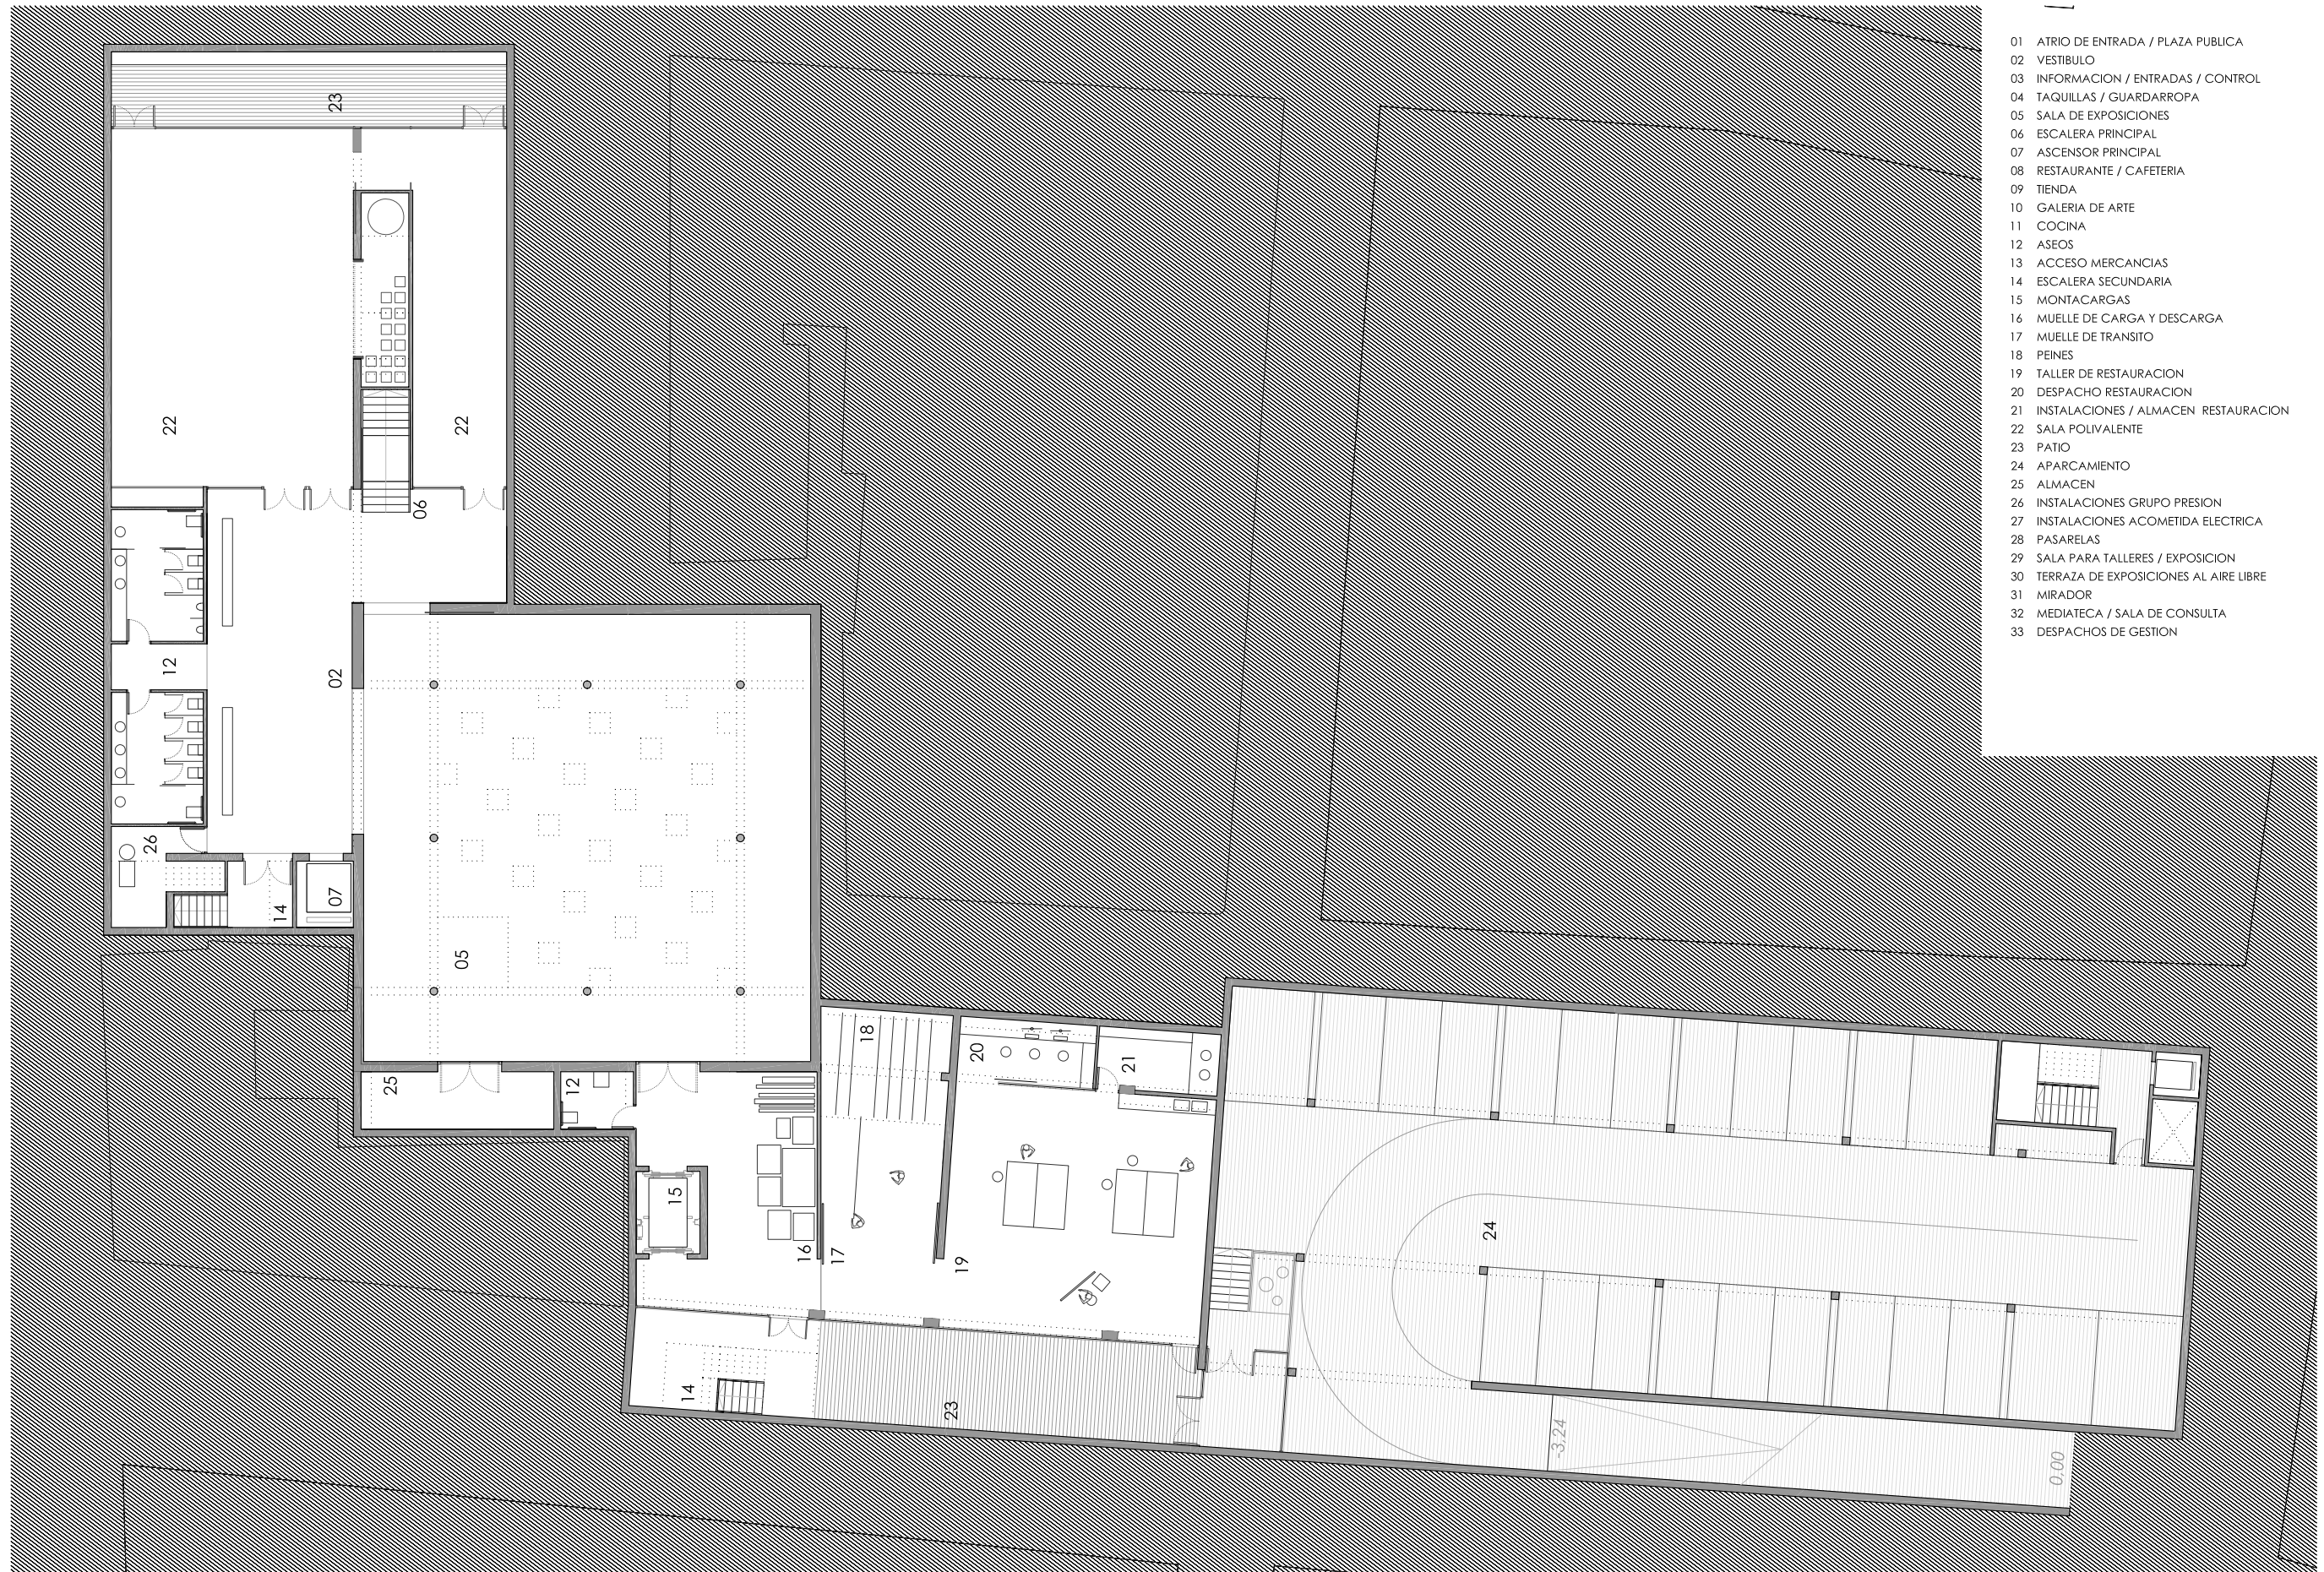 01 ATRIO DE ENTRADA / PLAZA PUBLICA
02 VESTIBULO
03 INFORMACION / ENTRADAS / CONTROL
04 TAQUILLAS / GUARDARROPA
05 SALA DE EXPOSICIONES
06 ESCALERA PRINCIPAL
07 ASCENSOR PRINCIPAL
08 RESTAURANTE / CAFETERIA
09 TIENDA
10 GALERIA DE ARTE
11 COCINA
12 ASEOS
13 ACCESO MERCANCIAS
14 ESCALERA SECUNDARIA
15 MONTACARGAS
16 MUELLE DE CARGA Y DESCARGA
17 MUELLE DE TRANSITO
18 PEINES
19 TALLER DE RESTAURACION
20 DESPACHO RESTAURACION
21 INSTALACIONES / ALMACEN RESTAURACION
22 SALA POLIVALENTE
23 PATIO
24 APARCAMIENTO
25 ALMACEN
26 INSTALACIONES GRUPO PRESION
27 INSTALACIONES ACOMETIDA ELECTRICA
28 PASARELAS
29 SALA PARA TALLERES / EXPOSICION
30 TERRAZA DE EXPOSICIONES AL AIRE LIBRE
31 MIRADOR
32 MEDIATECA / SALA DE CONSULTA
33 DESPACHOS DE GESTION
23
22
22
06
12
02
26
07
14
05
18
20
21
25
12
15
16
17
19
24
14
23
-3,24
0,00